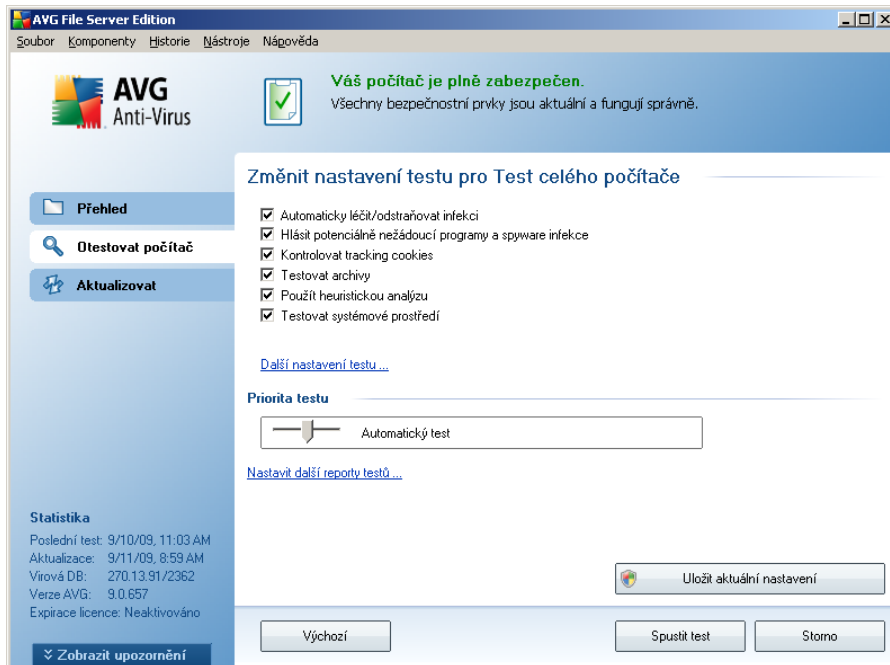 AVG File Server Edition
Soubor Komponenty Historie Nástroje Nápověda
AVG
Anti-Virus
Váš počítač je plně zabezpečen.
Všechny bezpečnostní prvky jsou aktuální a fungují správně.
Přehled
Otestovat počítač
Aktualizovat
Změnit nastavení testu pro Test celého počítače
Automaticky léčit/odstraňovat infekci
Hlásit potenciálně nežádoucí programy a spyware infekce
Kontrolovat tracking cookies
Testovat archivy
Použít heuristickou analýzu
Testovat systémové prostředí
Další nastavení testu ...
Priorita testu
Automatický test
Nastavit další reporty testů ...
Statistika
Poslední test: 9/10/09, 11:03 AM
Aktualizace: 9/11/09, 8:59 AM
Virová DB: 270.13.91/2362
Verze AVG: 9.0.657
Expirace licence: Neaktivováno
Zobrazit upozornění
Uložit aktuální nastavení
Výchozí
Spustit test
Storno